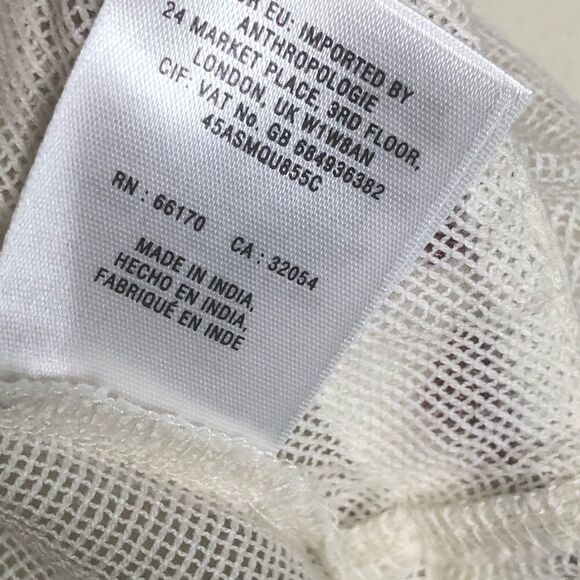 EU: IMPORTED BY
ANTHROPOLOGIE
24 MARKET PLACE, 3RD FLOOR,
LONDON, UK W1W8AN
CIF: VAT No. GB 684936382
45ASMQU855C
RN : 66170 CA : 32054
MADE IN INDIA,
HECHO EN INDIA,
FABRIQUÉ EN INDE